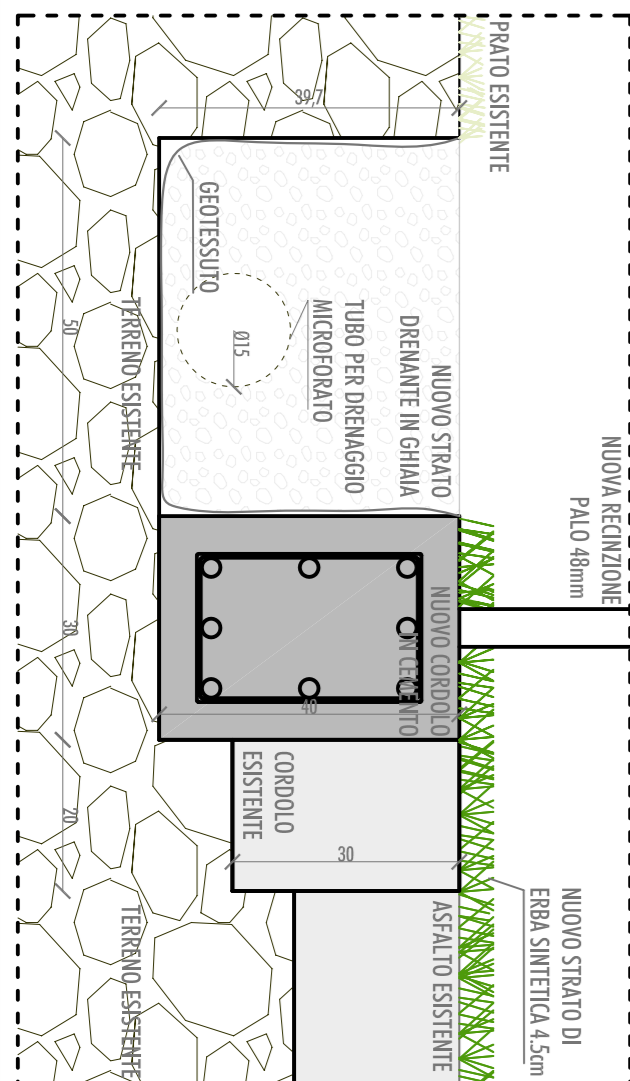 PRATO ESISTENTE
39,7
GEOTESSUTO
Ø15
TUBO PER DRENAGGIO
MICROFORATO
NUOVO STRATO
DRENANTE IN GHIAIA
TERRENO ESISTENTE
50
NUOVA RECINZIONE
PALO 48mm
NUOVO CORDOLO
IN CEMENTO
40
30
CORDOLO
ESISTENTE
30
20
NUOVO STRATO DI
ERBA SINTETICA 4.5cm
ASFALTO ESISTENTE
TERRENO ESISTENTE